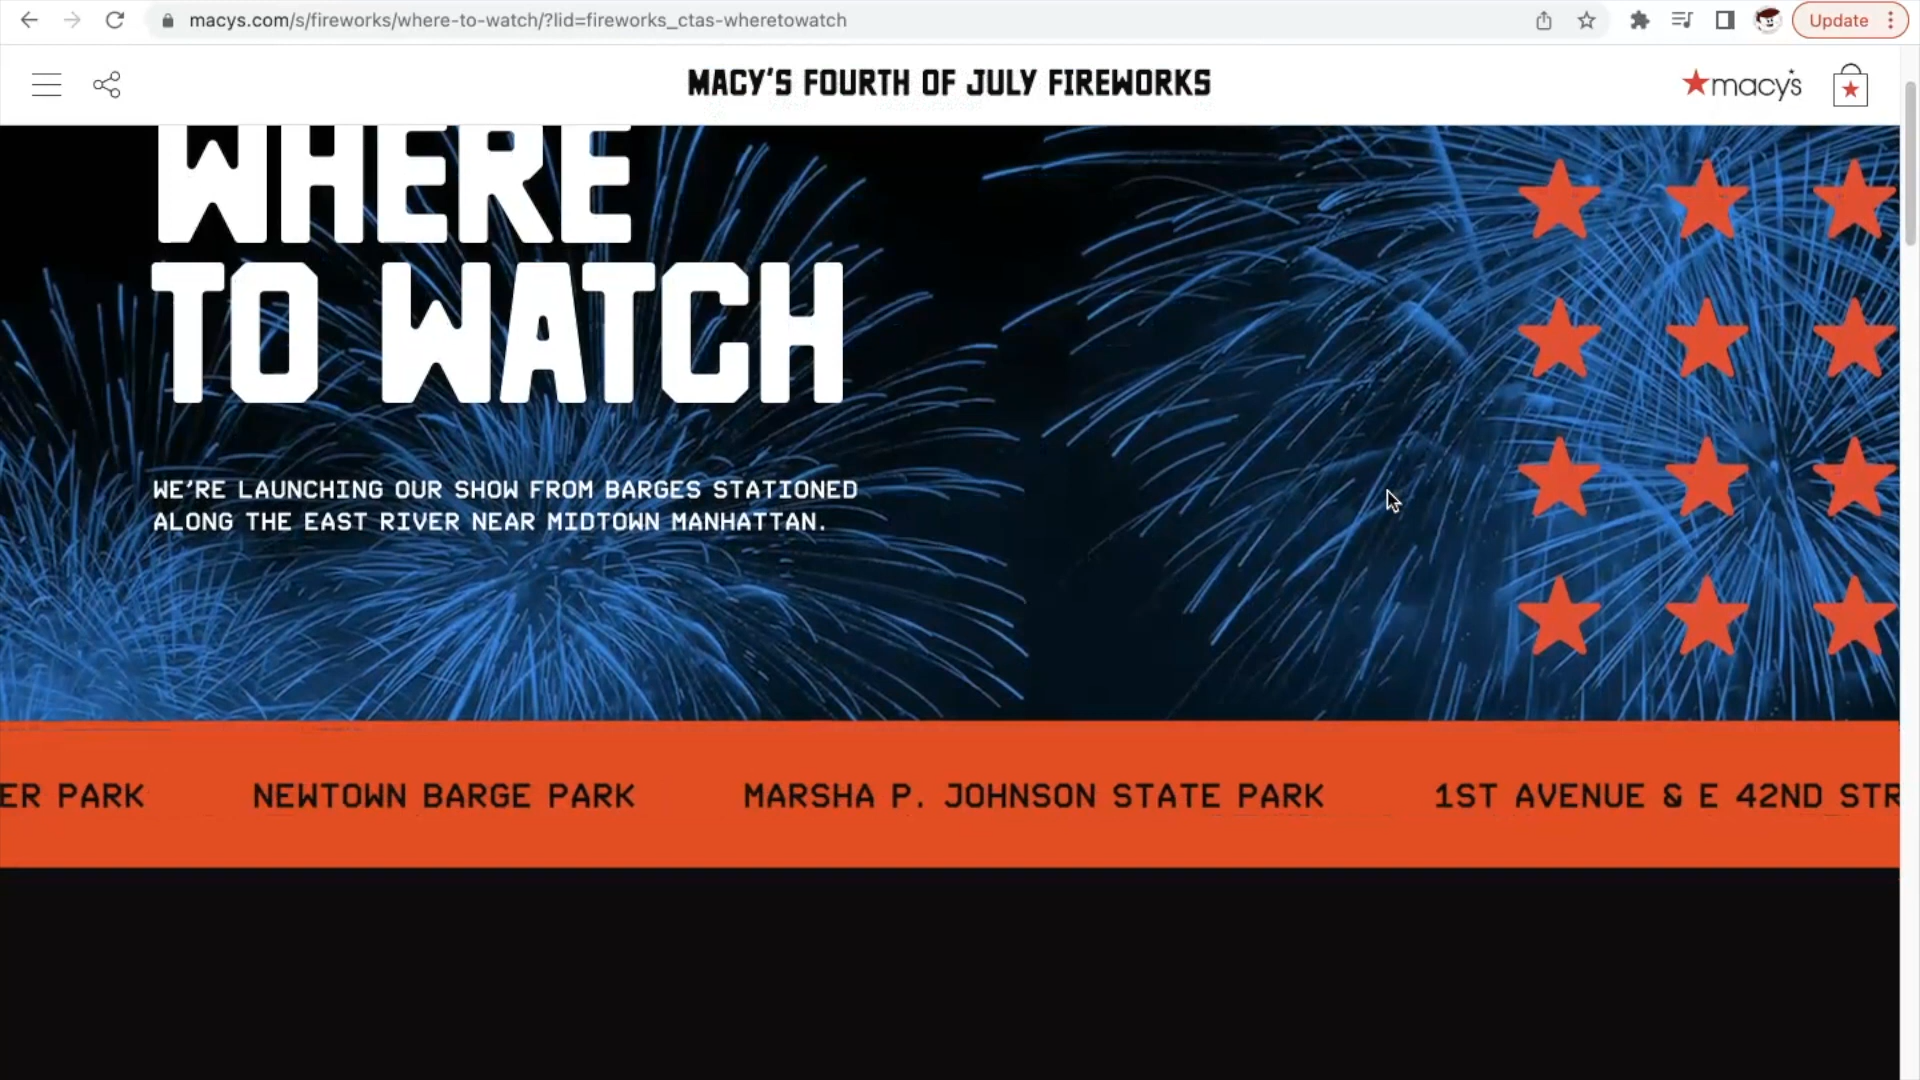 macys.com/s/fireworks/where-to-watch/?lid=fireworks_ctas-wheretowatch
Update
MACY'S FOURTH OF JULY FIREWORKS
macy's
WHERE
TO WATCH
WE'RE LAUNCHING OUR SHOW FROM BARGES STATIONED
ALONG THE EAST RIVER NEAR MIDTOWN MANHATTAN.
ER PARK NEWTOWN BARGE PARK MARSHA P. JOHNSON STATE PARK 1ST AVENUE & E 42ND STR